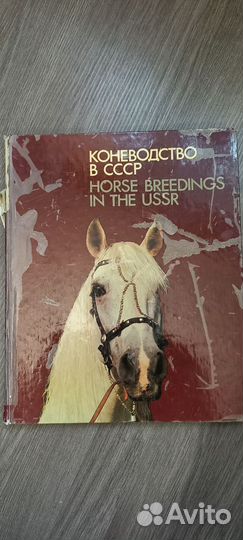 КОНЕВОДСТВО
В СССР
HORSE BREEDINGS
IN THE USSR
Avito